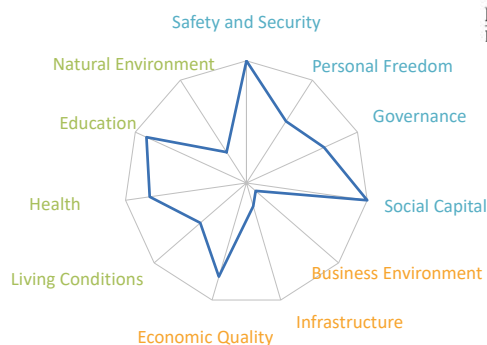 Safety and Security
Natural Environment
Personal Freedom
Education
Governance
Health
Social Capital
Living Conditions
Business Environment
Economic Quality
Infrastructure